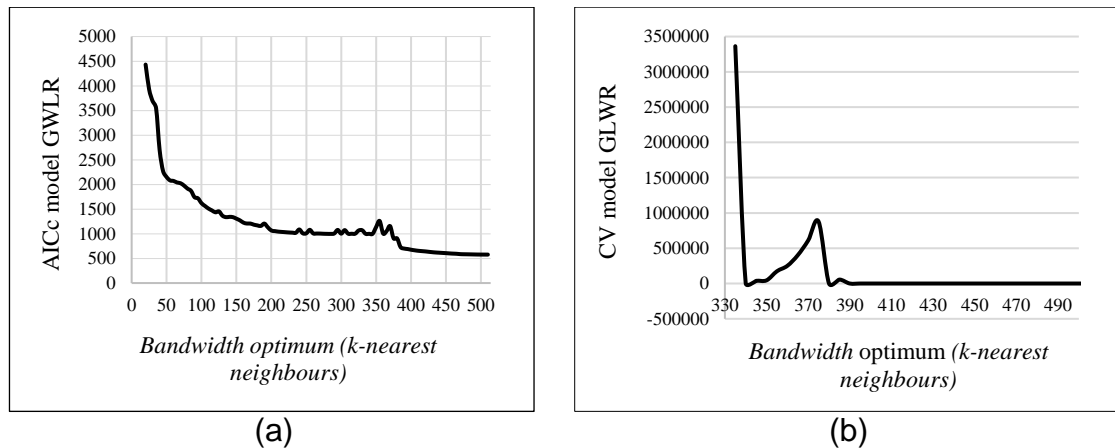 AICc model GWLR
5000
4500
4000
3500
3000
2500
2000
1500
1000
500
0
0 50 100 150 200 250 300 350 400 450 500
Bandwidth optimum (k-nearest
neighbours)
(a)
CV model GLWR
3500000
3000000
2500000
2000000
1500000
1000000
500000
0
-500000
330 350 370 390 410 430 450 470 490
Bandwidth optimum (k-nearest
neighbours)
(b)